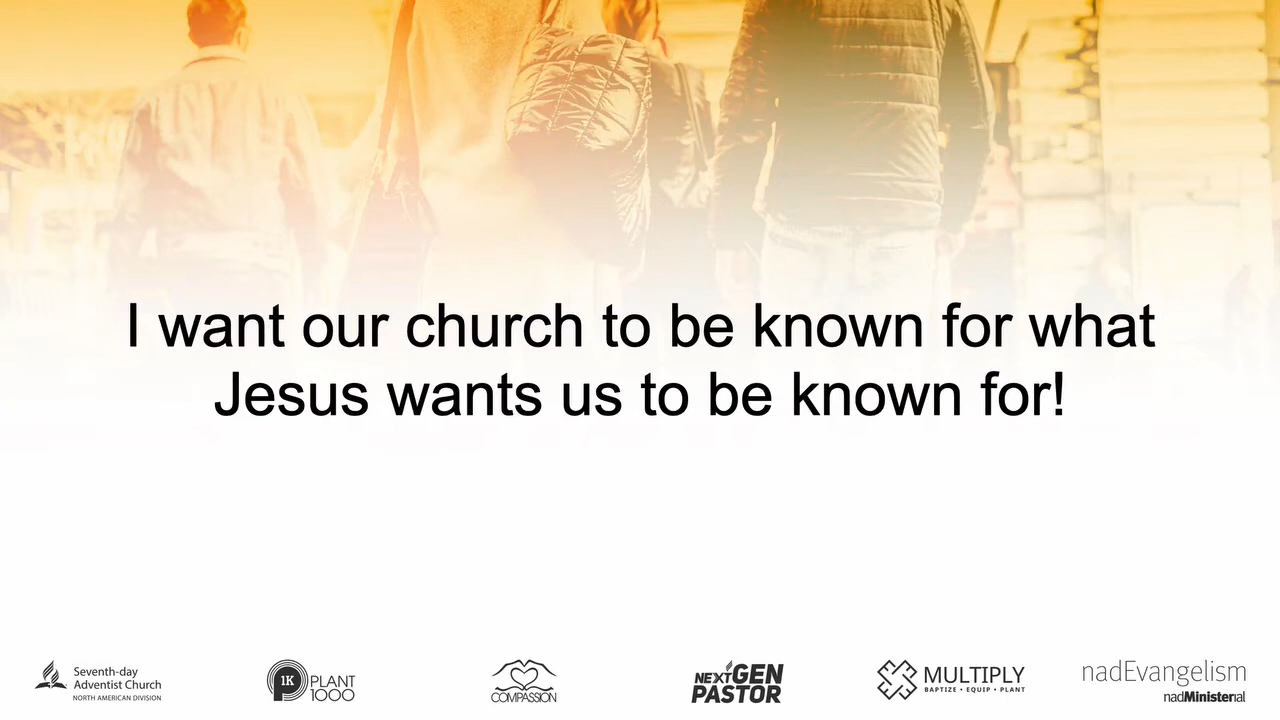 I want our church to be known for what
Jesus wants us to be known for!
Seventh-day
Adventist Church
NORTH AMERICAN DIVISION
1K
PLANT
1000
COMPASSION
NEXT GEN
PASTOR
MULTIPLY
BAPTIZE • EQUIP • PLANT
nadEvangelism
nadMinisterial